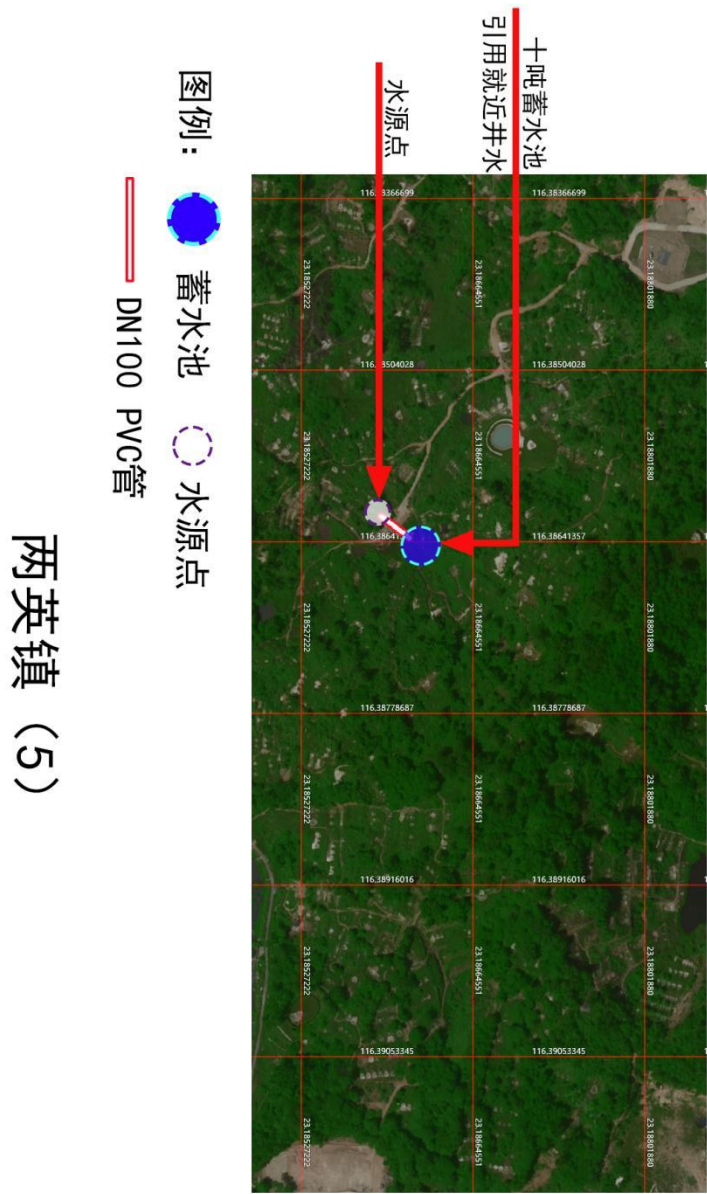 十吨蓄水池
引用就近井水
水源点
23.18801880 23.18801880 23.18801880 23.18801880 23.18801880 23.18801880
116.38366699 116.38504028 116.38641357 116.38778687 116.38916016 116.39053345
23.18664551 23.18664551 23.18664551 23.18664551 23.18664551 23.18664551
116.38366699 116.38504028 116.38641 116.38778687 116.38916016 116.39053345
23.18527222 23.18527222 23.18527222 23.18527222 23.18527222 23.18527222
图例： 蓄水池 水源点
DN100 PVC管
两英镇（5）